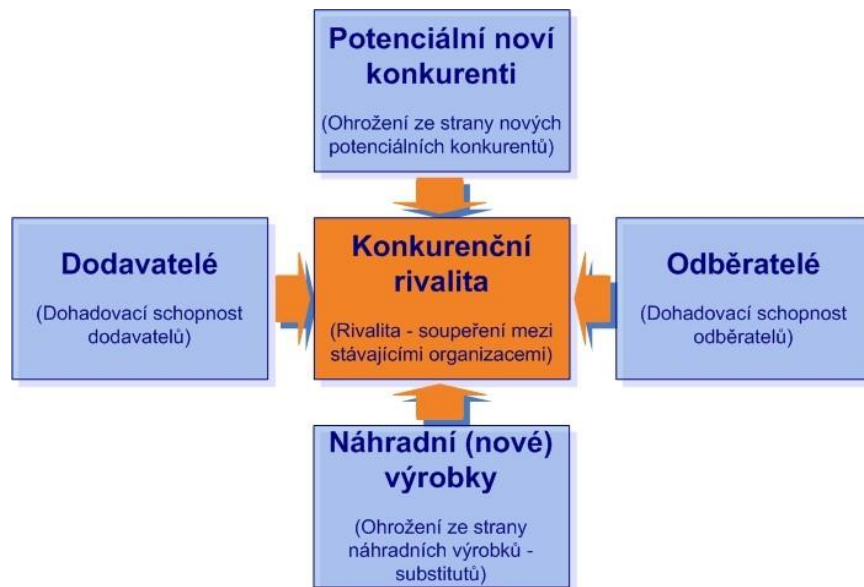 Potenciální noví
konkurenti
(Ohrožení ze strany nových
potenciálních konkurentů)
Dodavatelé
(Dohadovací schopnost
dodavatelů)
Konkurenční
rivalita
(Rivalita - soupeření mezi
stávajícími organizacemi)
Odběratelé
(Dohadovací schopnost
odběratelů)
Náhradní (nové)
výrobky
(Ohrožení ze strany
náhradních výrobků -
substitutů)